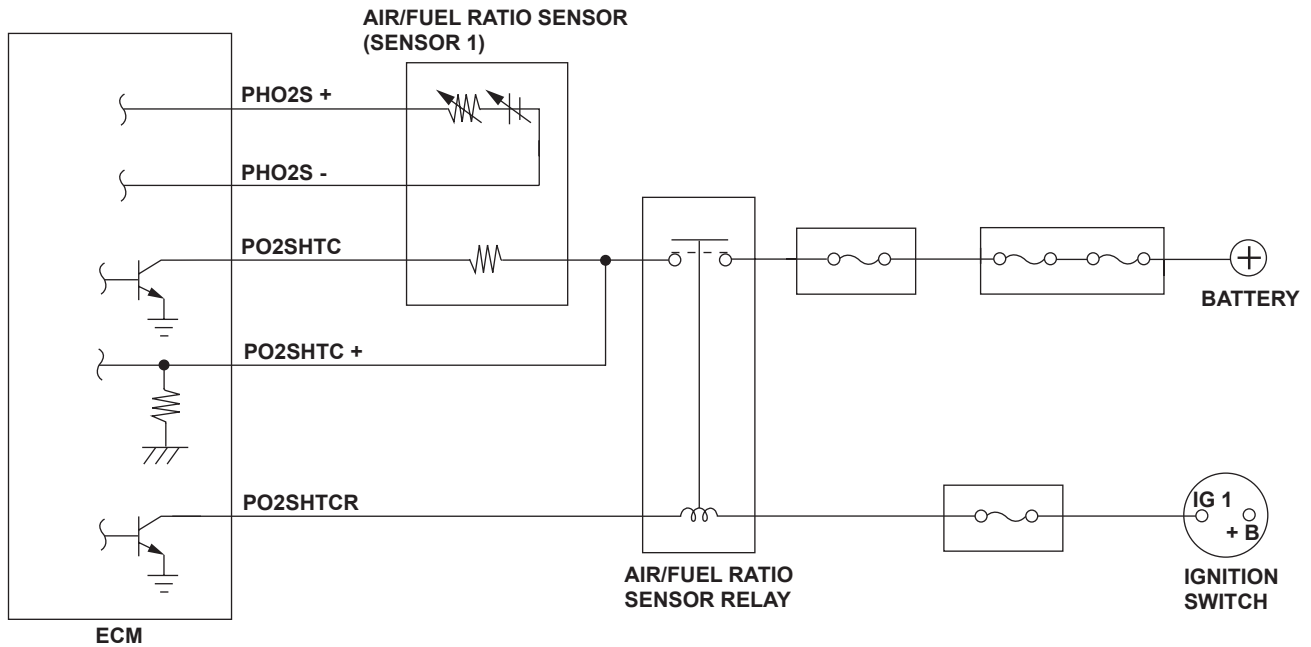 AIR/FUEL RATIO SENSOR
(SENSOR 1)
PHO2S +
PHO2S -
PO2SHTC
PO2SHTC +
PO2SHTCR
BATTERY
IG 1
+ B
AIR/FUEL RATIO
SENSOR RELAY
IGNITION
SWITCH
ECM